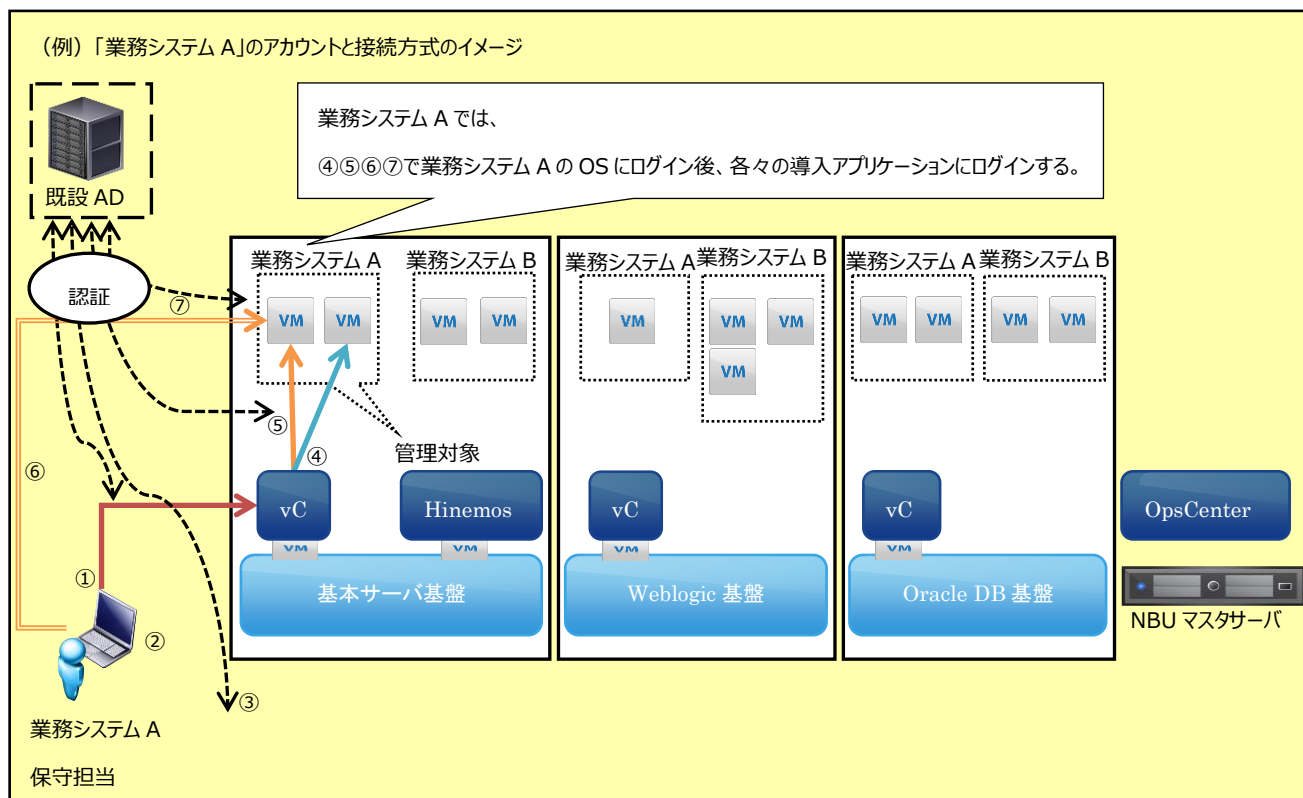 （例）「業務システム A」のアカウントと接続方式のイメージ
業務システム A では、
④⑤⑥⑦で業務システム A の OS にログイン後、各々の導入アプリケーションにログインする。
既設 AD
認証
⑦
業務システム A
業務システム B
業務システム A
業務システム B
業務システム A
業務システム B
VM
VM
VM
VM
VM
VM
VM
VM
VM
VM
VM
VM
⑤
④
管理対象
⑥
vC
Hinemos
vC
vC
OpsCenter
VM
VM
VM
VM
①
基本サーバ基盤
Weblogic 基盤
Oracle DB 基盤
NBU マスタサーバ
②
③
業務システム A
保守担当